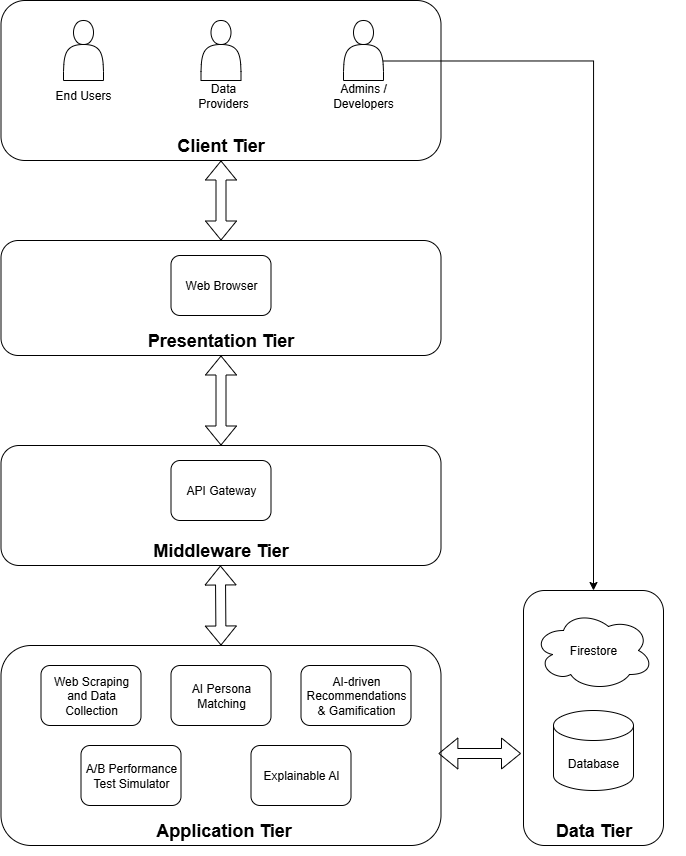 End Users
Data
Providers
Admins /
Developers
Client Tier
Web Browser
Presentation Tier
API Gateway
Middleware Tier
Web Scraping
and Data
Collection
AI Persona
Matching
AI-driven
Recommendations
& Gamification
A/B Performance
Test Simulator
Explainable AI
Application Tier
Firestore
Database
Data Tier